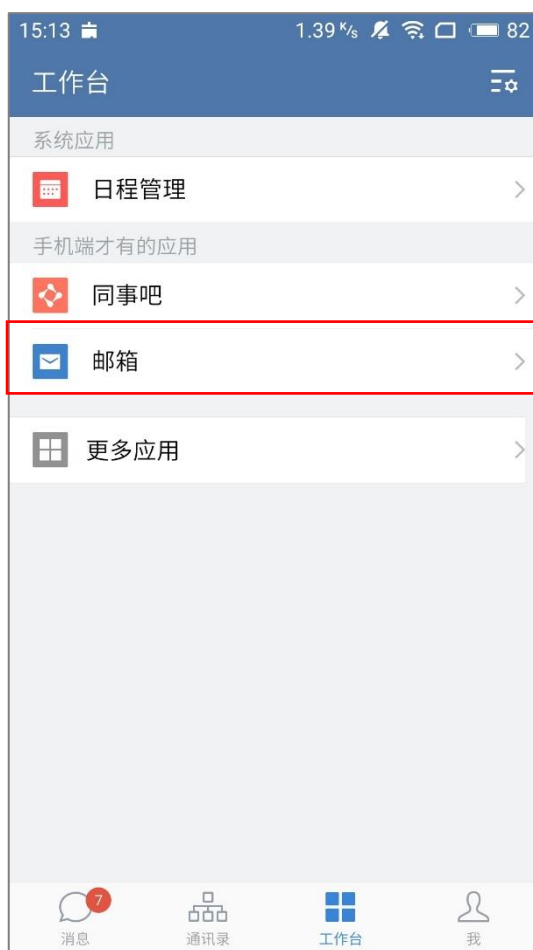 15:13 1.39 K/s 82
工作台
系统应用
日程管理
手机端才有的应用
同事吧
邮箱
更多应用
7
消息 通讯录 工作台 我